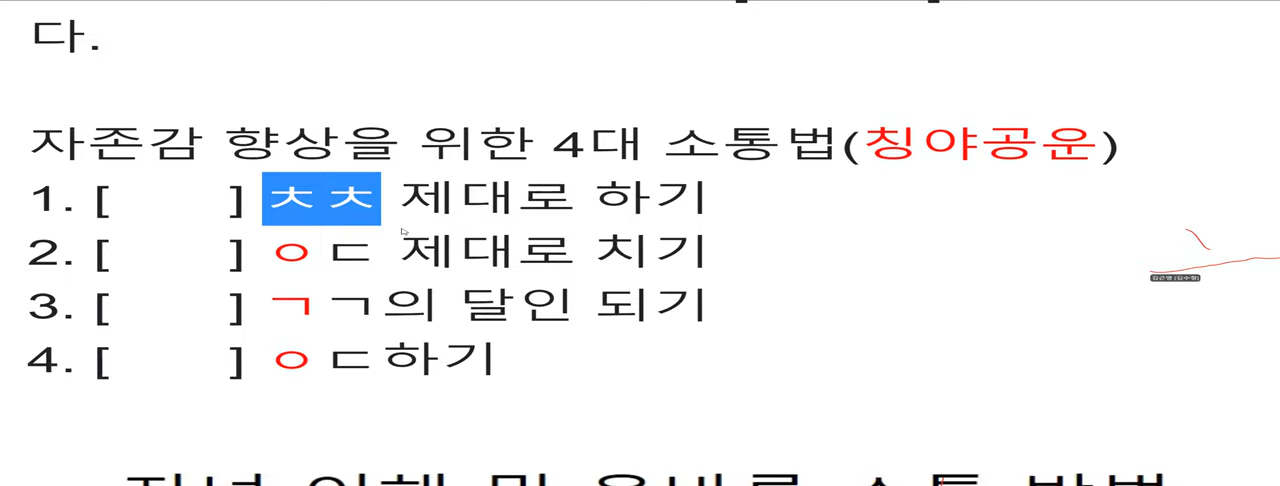 다.
자존감 향상을 위한 4대 소통법(칭야공운)
1. [ ] ㅊㅊ 제대로 하기
2. [ ] ㅇㄷ 제대로 치기
3. [ ] ㄱㄱ의 달인 되기
4. [ ] ㅇㄷ하기